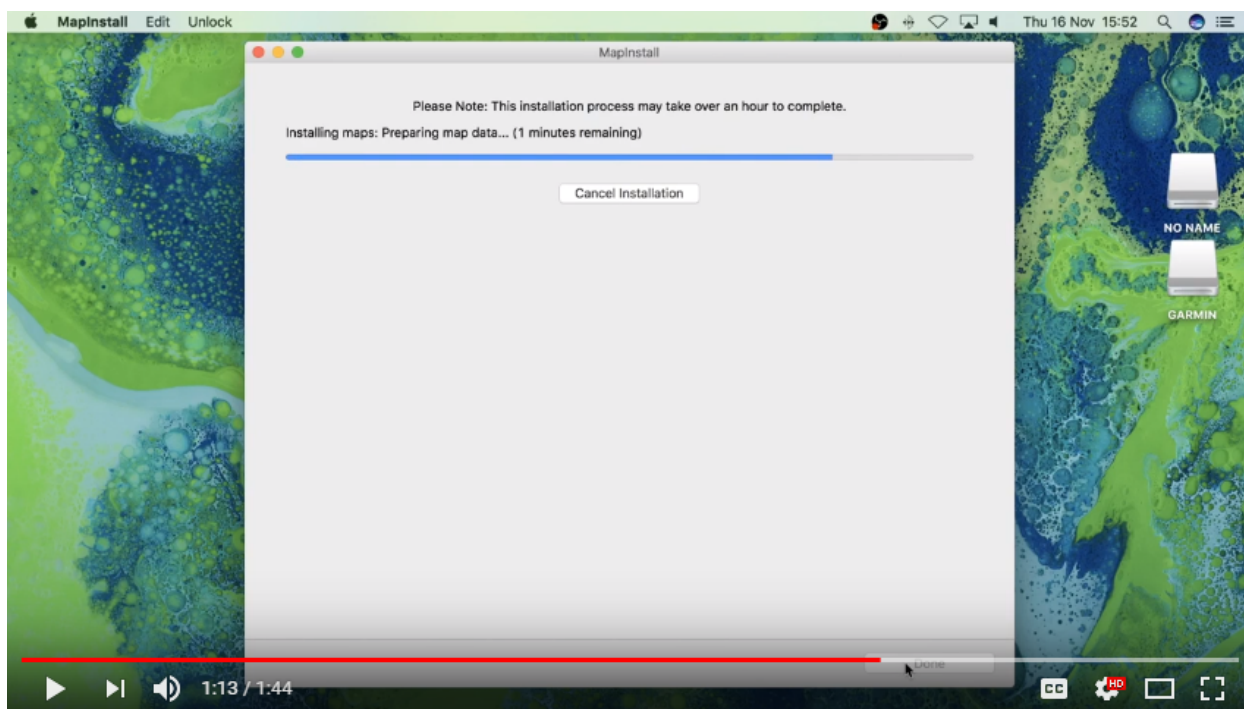 MapInstall Edit Unlock Thu 16 Nov 15:52
MapInstall
Please Note: This installation process may take over an hour to complete.
Installing maps: Preparing map data... (1 minutes remaining)
Cancel Installation
NO NAME
GARMIN
Done
1:13 / 1:44
CC
HD